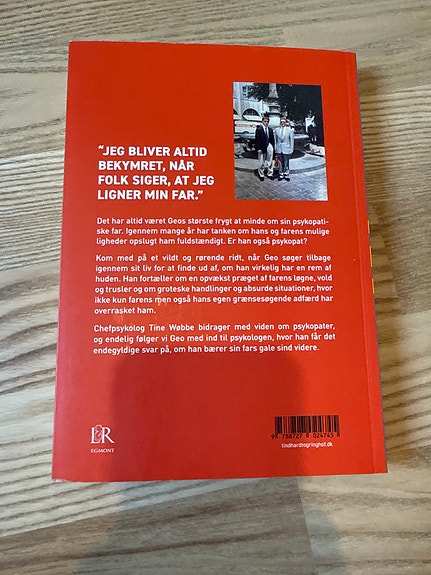 “JEG BLIVER ALTID
BEKYMRET, NÅR
FOLK SIGER, AT JEG
LIGNER MIN FAR.”
Det har altid været Geos største frygt at minde om sin psykopati-
ske far. Igennem mange år har tanken om hans og farens mulige
ligheder opslugt ham fuldstændigt. Er han også psykopat?
Kom med på et vildt og rørende ridt, når Geo søger tilbage
igennem sit liv for at finde ud af, om han virkelig har en rem af
huden. Han fortæller om en opvækst præget af farens løgne, vold
og trusler og om groteske handlinger og absurde situationer, hvor
ikke kun farens men også hans egen grænsesøgende adfærd har
overrasket ham.
Chefpsykolog Tine Wøbbe bidrager med viden om psykopater,
og endelig følger vi Geo med ind til psykologen, hvor han får det
endegyldige svar på, om han bærer sin fars gale sind videre.
L&R
EGMONT
9 788727 024745
lindhardtogringhof.dk